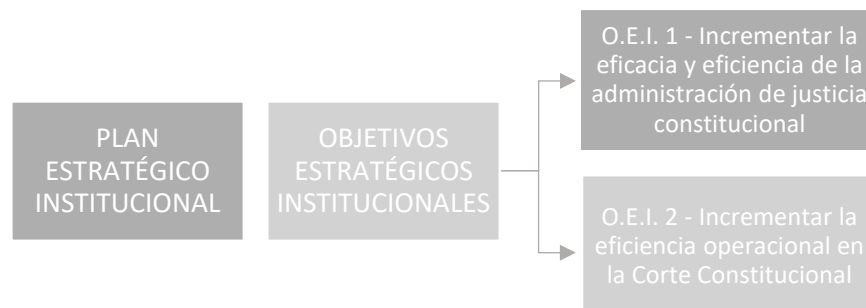 PLAN
ESTRATÉGICO
INSTITUCIONAL
OBJETIVOS
ESTRATÉGICOS
INSTITUCIONALES
O.E.I. 1 - Incrementar la
eficacia y eficiencia de la
administración de justicia
constitucional
O.E.I. 2 - Incrementar la
eficiencia operacional en
la Corte Constitucional